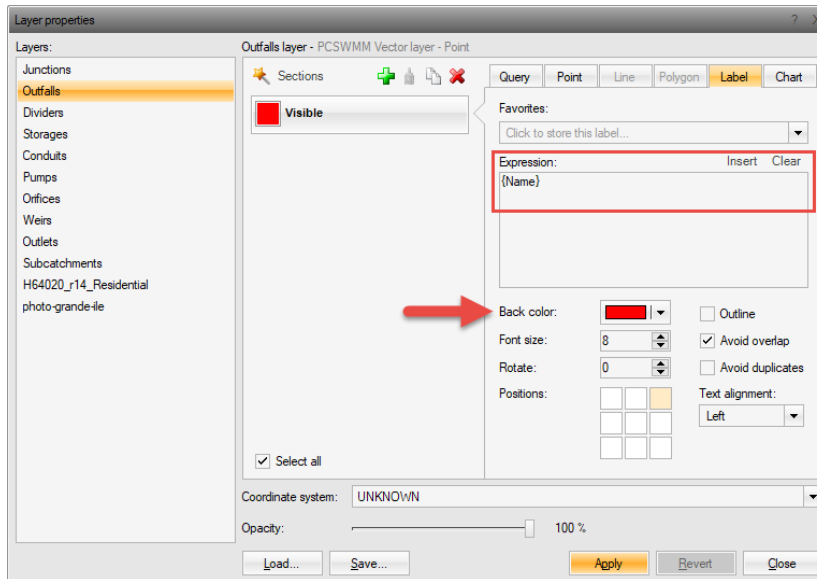 Layer properties ? X
Layers:
Junctions
Outfalls
Dividers
Storages
Conduits
Pumps
Orifices
Weirs
Outlets
Subcatchments
H64020_r14_Residential
photo-grande-ile
Outfalls layer - PCSWMM Vector layer - Point
Sections
Visible
Select all
Query Point Line Polygon Label Chart
Favorites:
Click to store this label...
Expression: Insert Clear
{Name}
Back color:
Outline
Font size: 8
Avoid overlap
Rotate: 0
Avoid duplicates
Positions:
Text alignment:
Left
Coordinate system: UNKNOWN
Opacity: 100 %
Load... Save... Apply Revert Close